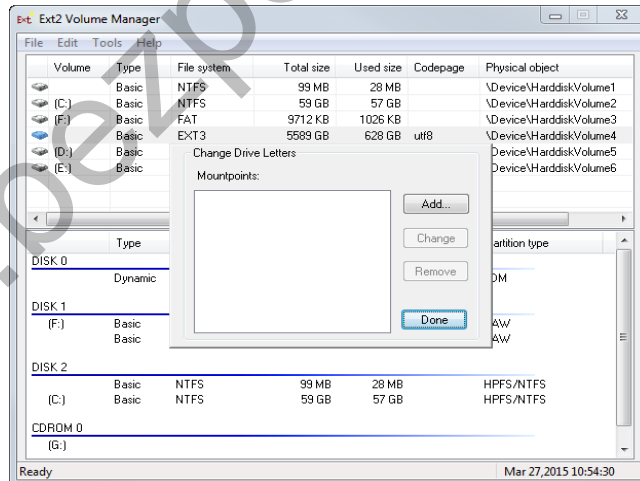 Ext2 Volume Manager
File Edit Tools Help
Volume Type File system Total size Used size Codepage Physical object
Basic NTFS 99 MB 28 MB \Device\HarddiskVolume1
(C:) Basic NTFS 59 GB 57 GB \Device\HarddiskVolume2
(F:) Basic FAT 9712 KB 1026 KB \Device\HarddiskVolume3
Basic EXT3 5589 GB 628 GB utf8 \Device\HarddiskVolume4
(D:) Basic Device\HarddiskVolume5
(E:) Basic Device\HarddiskVolume6
Change Drive Letters
Mountpoints:
Add...
Change
Remove
Done
Type artition type
DISK 0
Dynamic DM
DISK 1
(F:) Basic AW
Basic AW
DISK 2
Basic NTFS 99 MB 28 MB HPFS/NTFS
(C:) Basic NTFS 59 GB 57 GB HPFS/NTFS
CDROM 0
(G:)
Ready Mar 27,2015 10:54:30